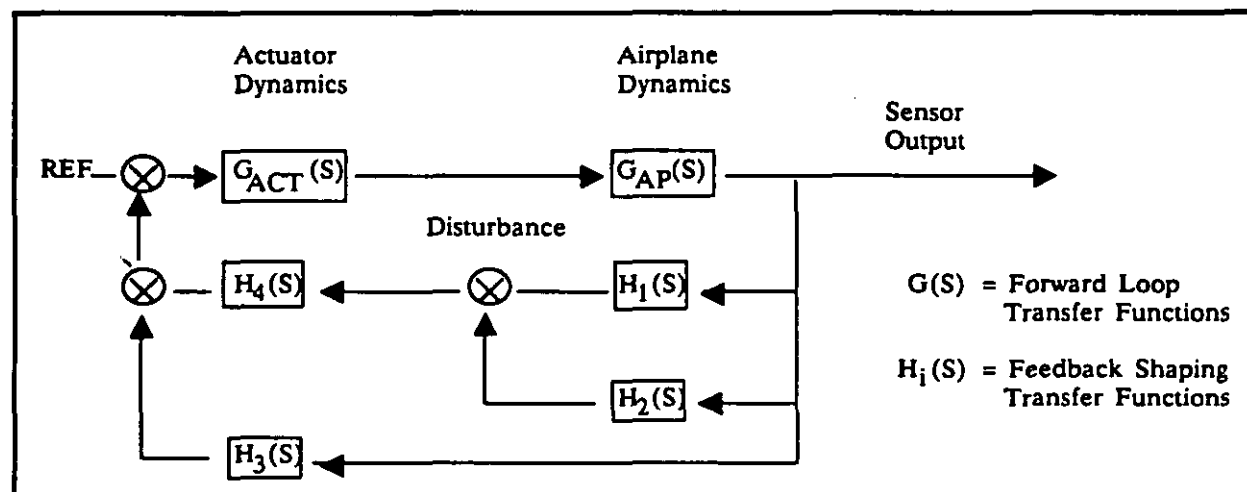 Actuator
Dynamics
Airplane
Dynamics
Sensor
Output
REF
G_ACT(S)
G_AP(S)
Disturbance
H_4(S)
H_1(S)
G(S) = Forward Loop
Transfer Functions
H_i(S) = Feedback Shaping
Transfer Functions
H_2(S)
H_3(S)